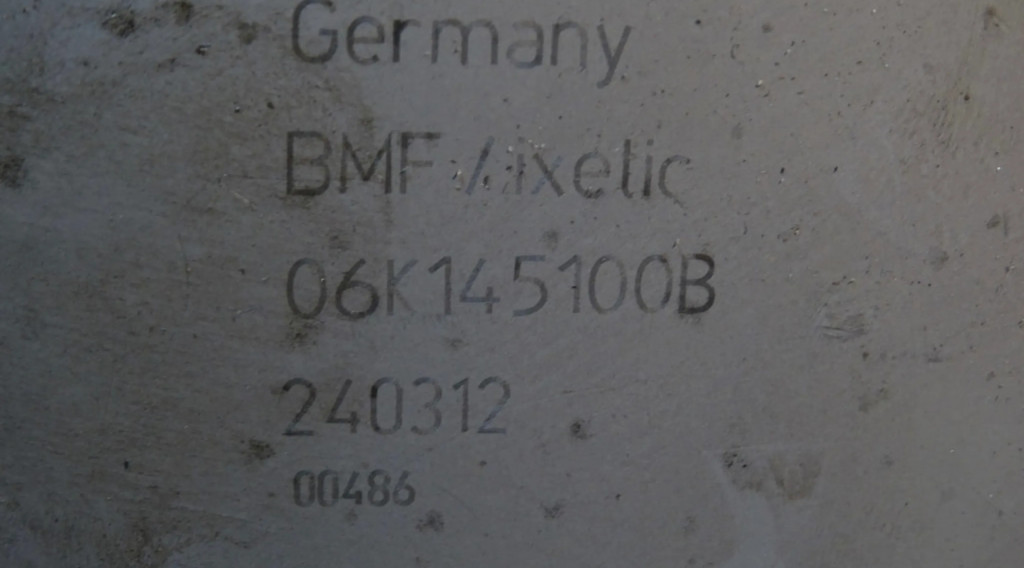 Germany
BMF / ixetic
06K145100B
240312
00486